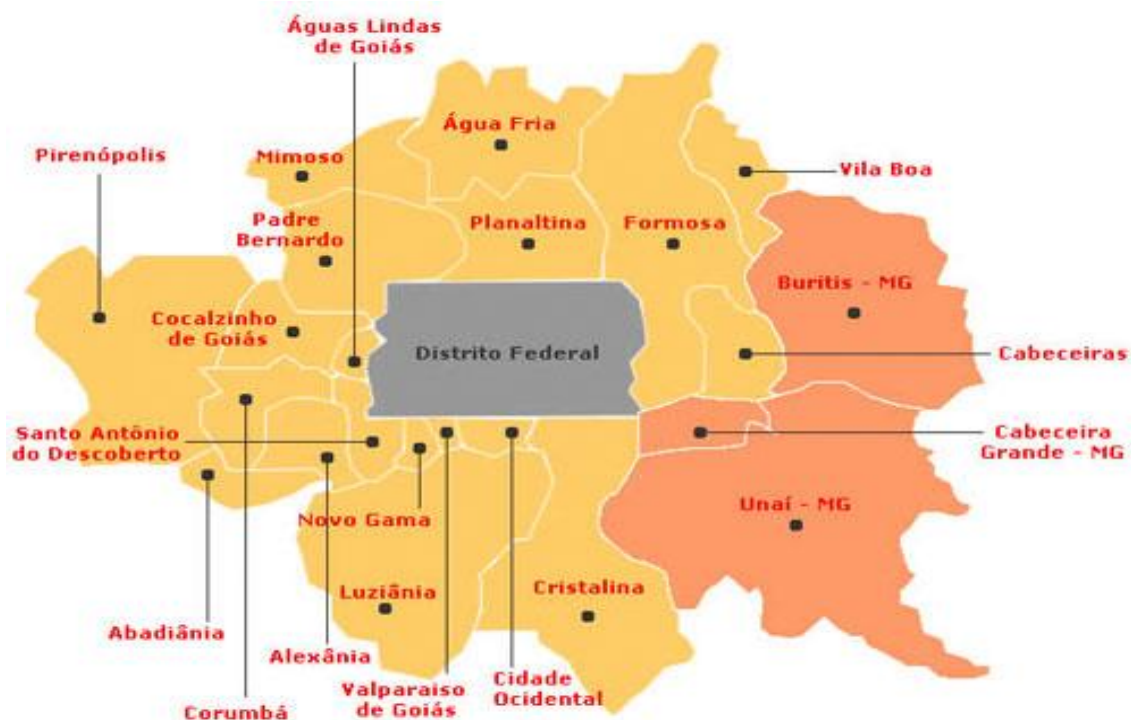 Águas Lindas
de Goiás
Água Fria
Pirenópolis
Mimoso
Vila Boa
Padre
Bernardo
Planaltina
Formosa
Buritis - MG
Cocalzinho
de Goiás
Distrito Federal
Cabeceiras
Santo Antônio
do Descoberto
Cabeceira
Grande - MG
Unaí - MG
Novo Gama
Luziânia
Cristalina
Abadiânia
Alexânia
Valparaiso
de Goiás
Cidade
Ocidental
Corumbá